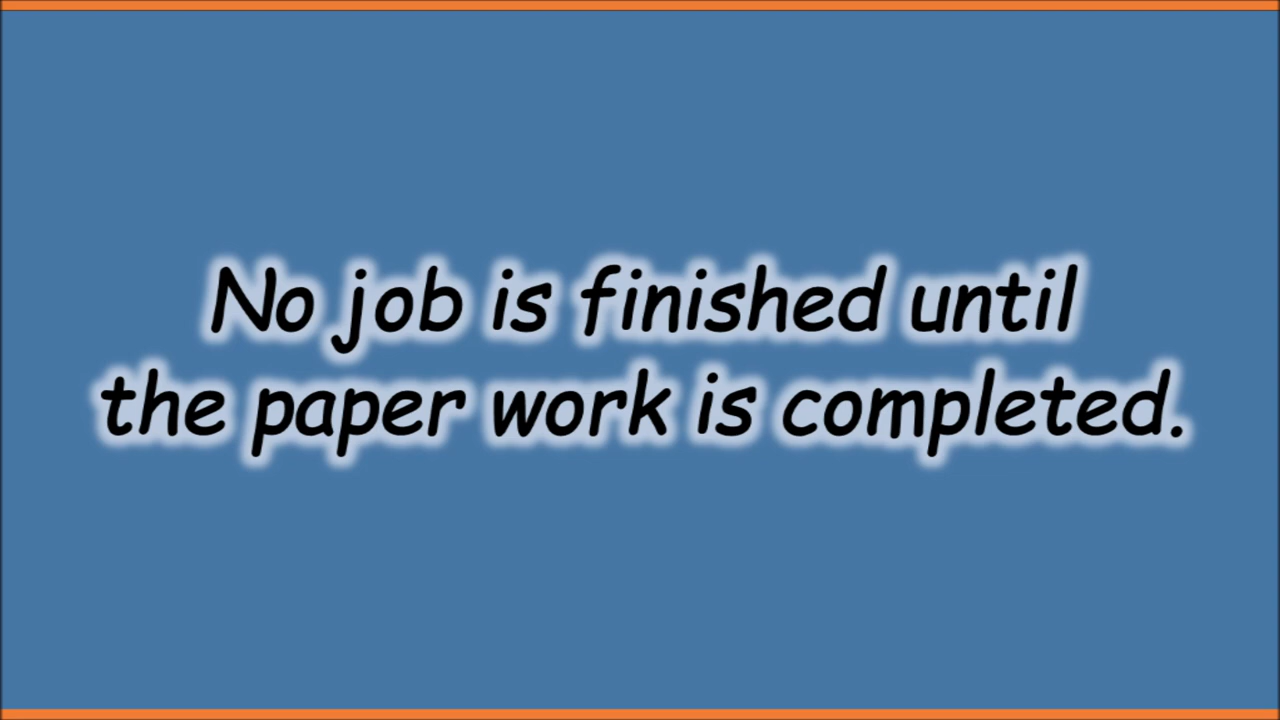 No job is finished until
the paper work is completed.